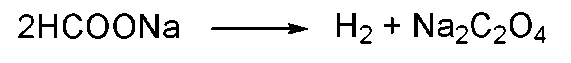 2HCOONa ⟶ H₂ + Na₂C₂O₄